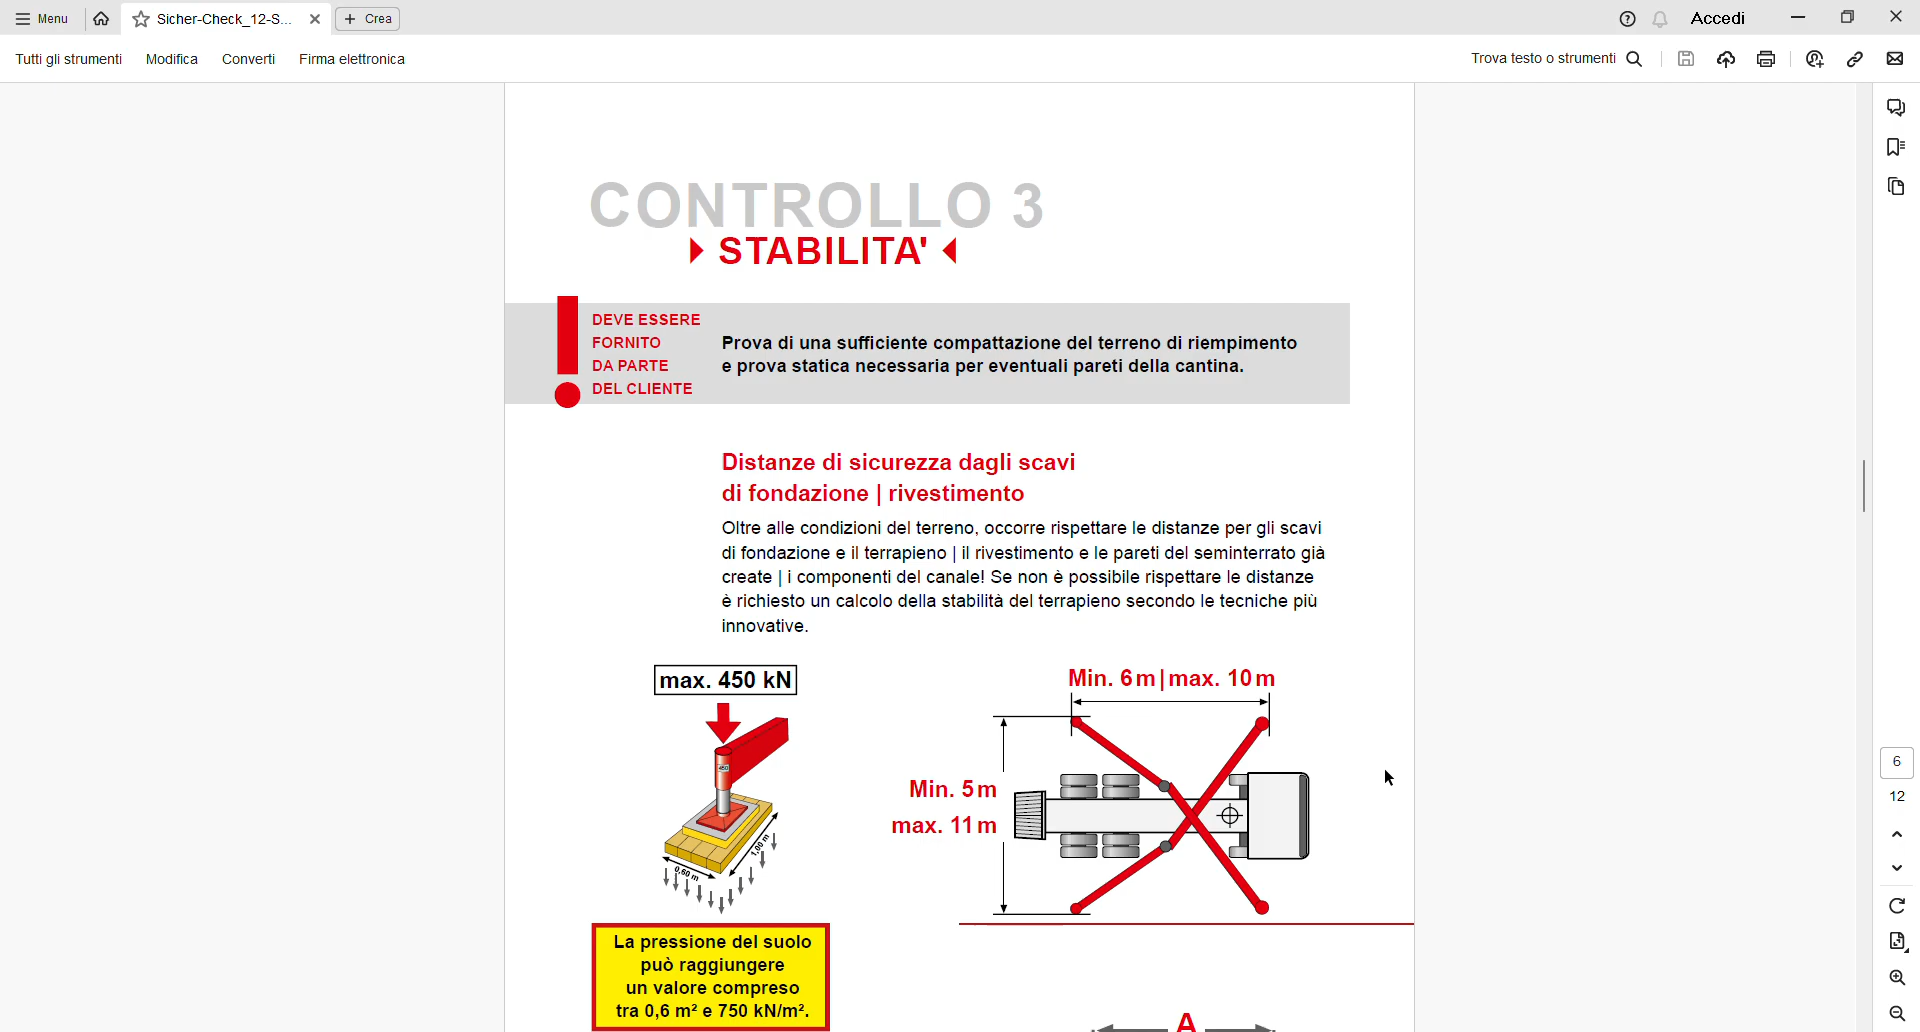 Menu
Sicher-Check_12-S...
Crea
Accedi
Tutti gli strumenti
Modifica
Converti
Firma elettronica
Trova testo o strumenti
CONTROLLO 3
STABILITA'
DEVE ESSERE
FORNITO
DA PARTE
DEL CLIENTE
Prova di una sufficiente compattazione del terreno di riempimento
e prova statica necessaria per eventuali pareti della cantina.
Distanze di sicurezza dagli scavi
di fondazione | rivestimento
Oltre alle condizioni del terreno, occorre rispettare le distanze per gli scavi
di fondazione e il terrapieno | il rivestimento e le pareti del seminterrato già
create | i componenti del canale! Se non è possibile rispettare le distanze
è richiesto un calcolo della stabilità del terrapieno secondo le tecniche più
innovative.
max. 450 kN
450
0,60 m
1,00 m
La pressione del suolo
può raggiungere
un valore compreso
tra 0,6 m² e 750 kN/m².
Min. 6 m | max. 10 m
Min. 5 m
max. 11 m
A
6
12